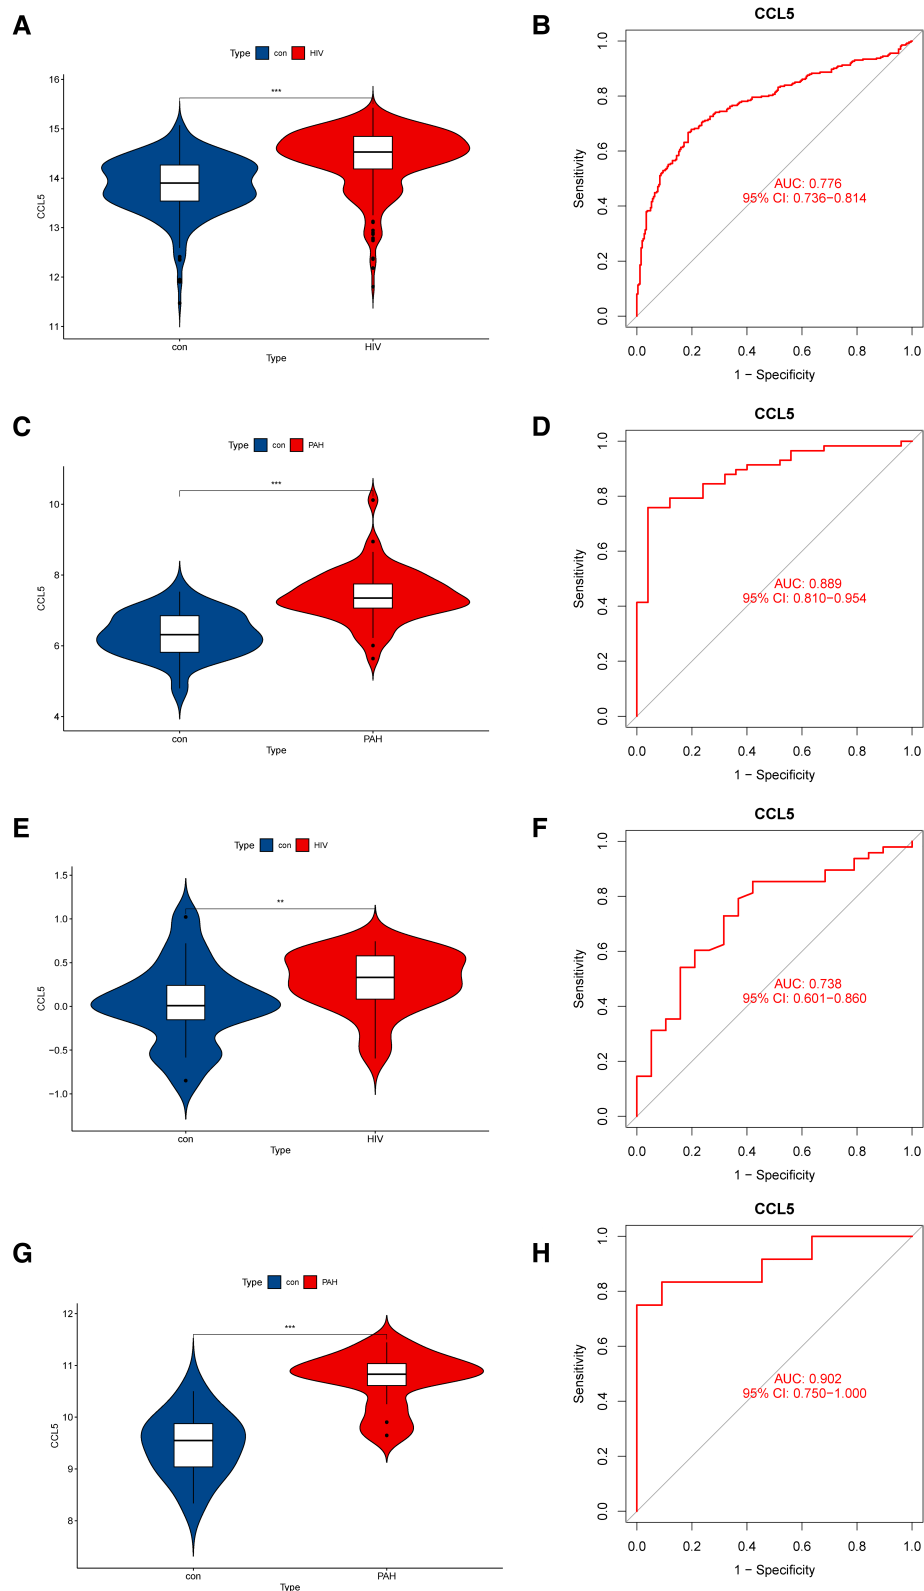 A
Type con HIV
16
15
14
13
12
11
CCL5
***
con
HIV
Type
B
CCL5
1.0
0.8
0.6
0.4
0.2
0.0
Sensitivity
AUC: 0.776
95% CI: 0.736−0.814
0.0 0.2 0.4 0.6 0.8 1.0
1 − Specificity
C
Type con PAH
10
8
6
4
CCL5
***
con
PAH
Type
D
CCL5
1.0
0.8
0.6
0.4
0.2
0.0
Sensitivity
AUC: 0.889
95% CI: 0.810−0.954
0.0 0.2 0.4 0.6 0.8 1.0
1 − Specificity
E
Type con HIV
1.5
1.0
0.5
0.0
−0.5
−1.0
CCL5
**
con
HIV
Type
F
CCL5
1.0
0.8
0.6
0.4
0.2
0.0
Sensitivity
AUC: 0.738
95% CI: 0.601−0.860
0.0 0.2 0.4 0.6 0.8 1.0
1 − Specificity
G
Type con PAH
12
11
10
9
8
CCL5
***
con
PAH
Type
H
CCL5
1.0
0.8
0.6
0.4
0.2
0.0
Sensitivity
AUC: 0.902
95% CI: 0.750−1.000
0.0 0.2 0.4 0.6 0.8 1.0
1 − Specificity